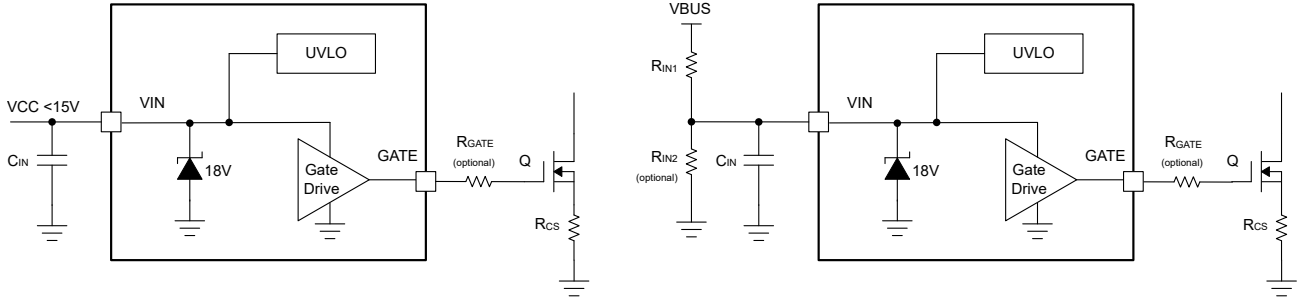 UVLO
VCC <15V
VIN
CIN
18V
Gate
Drive
GATE
RGATE
(optional)
Q
RCS
VBUS
RIN1
UVLO
VIN
RIN2
(optional)
CIN
18V
Gate
Drive
GATE
RGATE
(optional)
Q
RCS